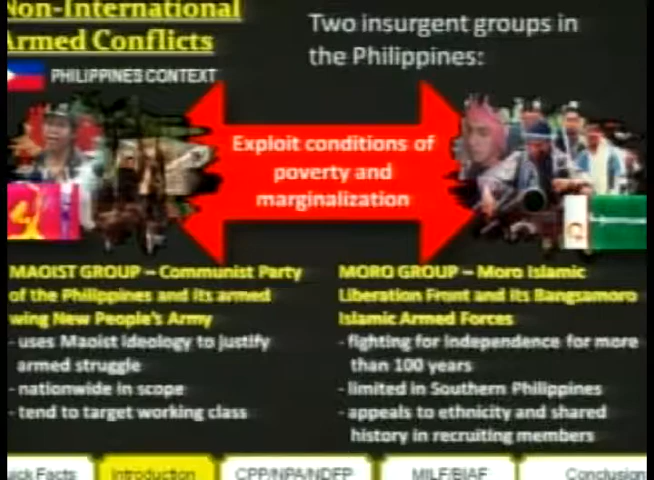 Non-International
Armed Conflicts
PHILIPPINES CONTEXT
Two insurgent groups in
the Philippines:
Exploit conditions of
poverty and
marginalization
MAOIST GROUP – Communist Party
of the Philippines and its armed
wing New People's Army
- uses Maoist ideology to justify
armed struggle
- nationwide in scope
- tend to target working class
MORO GROUP – Moro Islamic
Liberation Front and its Bangsamoro
Islamic Armed Forces
- fighting for independence for more
than 100 years
- limited in Southern Philippines
- appeals to ethnicity and shared
history in recruiting members
Facts
Introduction
CPP/NPA/NDFP
MILF/BIAF
Conclusion